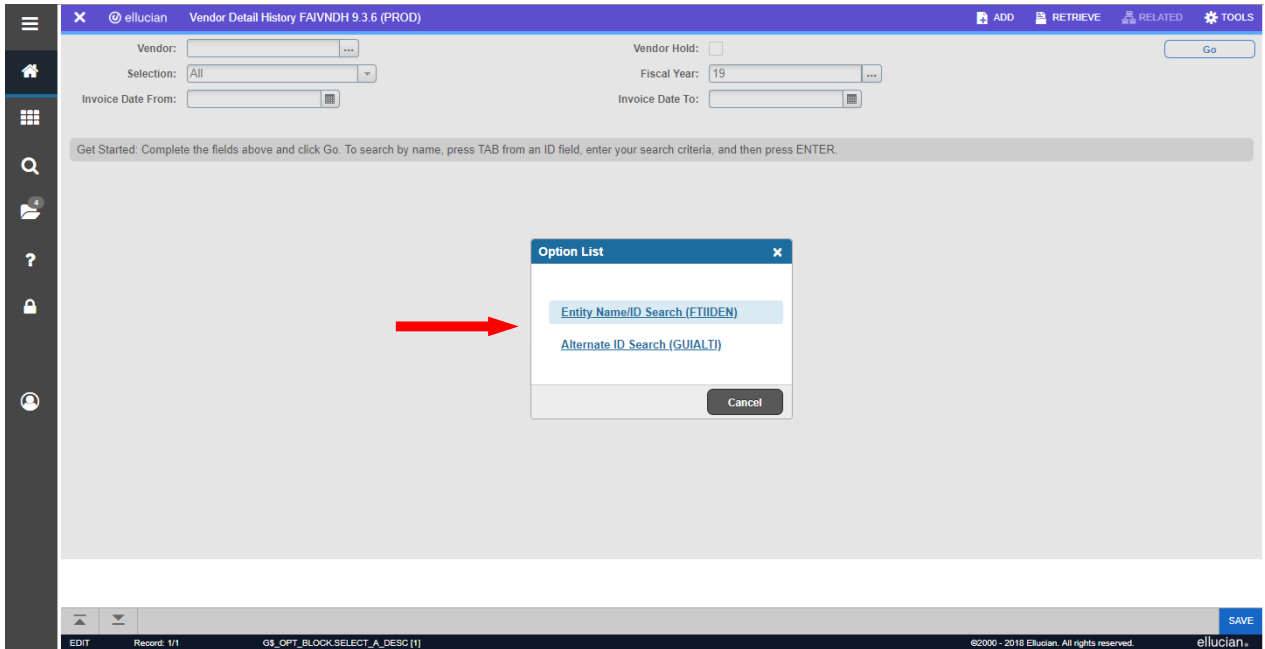 ellucian Vendor Detail History FAIVNDH 9.3.6 (PROD) ADD RETRIEVE RELATED TOOLS
Vendor: ... Vendor Hold: Go
Selection: All Fiscal Year: 19 ...
Invoice Date From: Invoice Date To:
Get Started: Complete the fields above and click Go. To search by name, press TAB from an ID field, enter your search criteria, and then press ENTER.
4
?
Option List
Entity Name/ID Search (FTIIDEN)
Alternate ID Search (GUIALTI)
Cancel
SAVE
EDIT Record: 1/1 G$_OPT_BLOCK.SELECT_A_DESC [1] ©2000 - 2018 Ellucian. All rights reserved. ellucian.